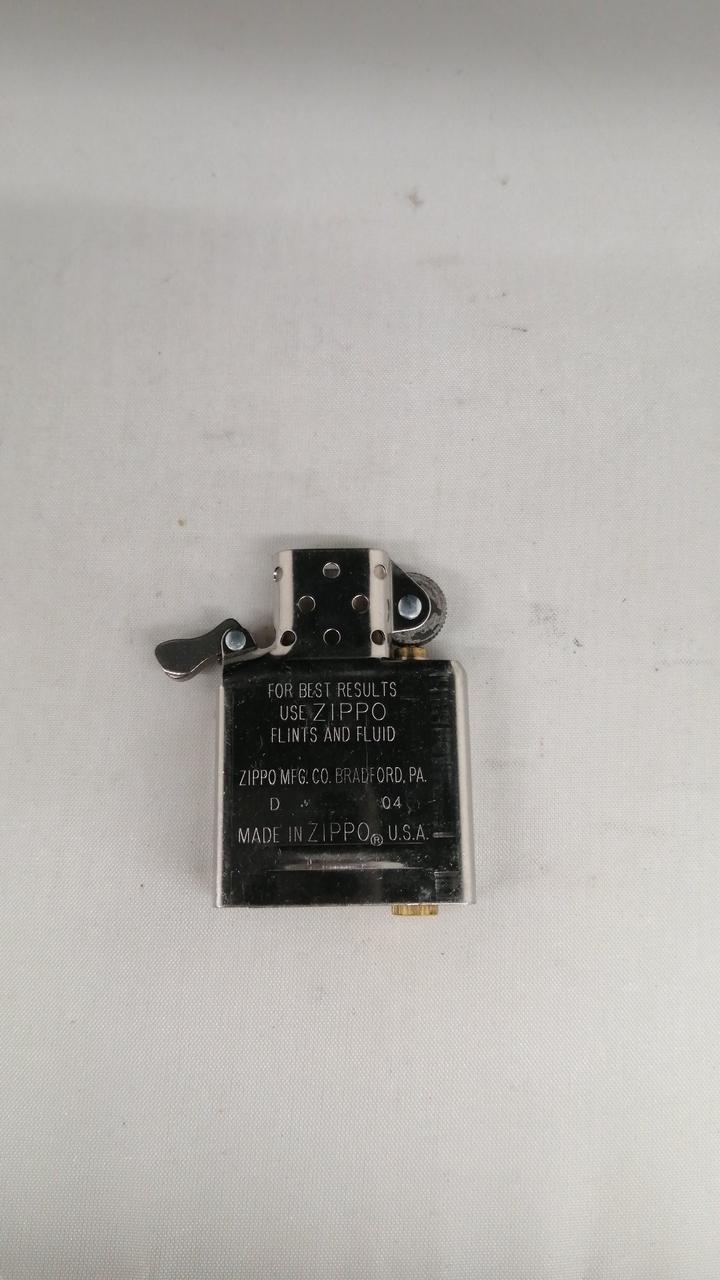 FOR BEST RESULTS
USE ZIPPO
FLINTS AND FLUID
ZIPPO MFG. CO. BRADFORD, PA.
D 04
MADE IN ZIPPO® U.S.A.